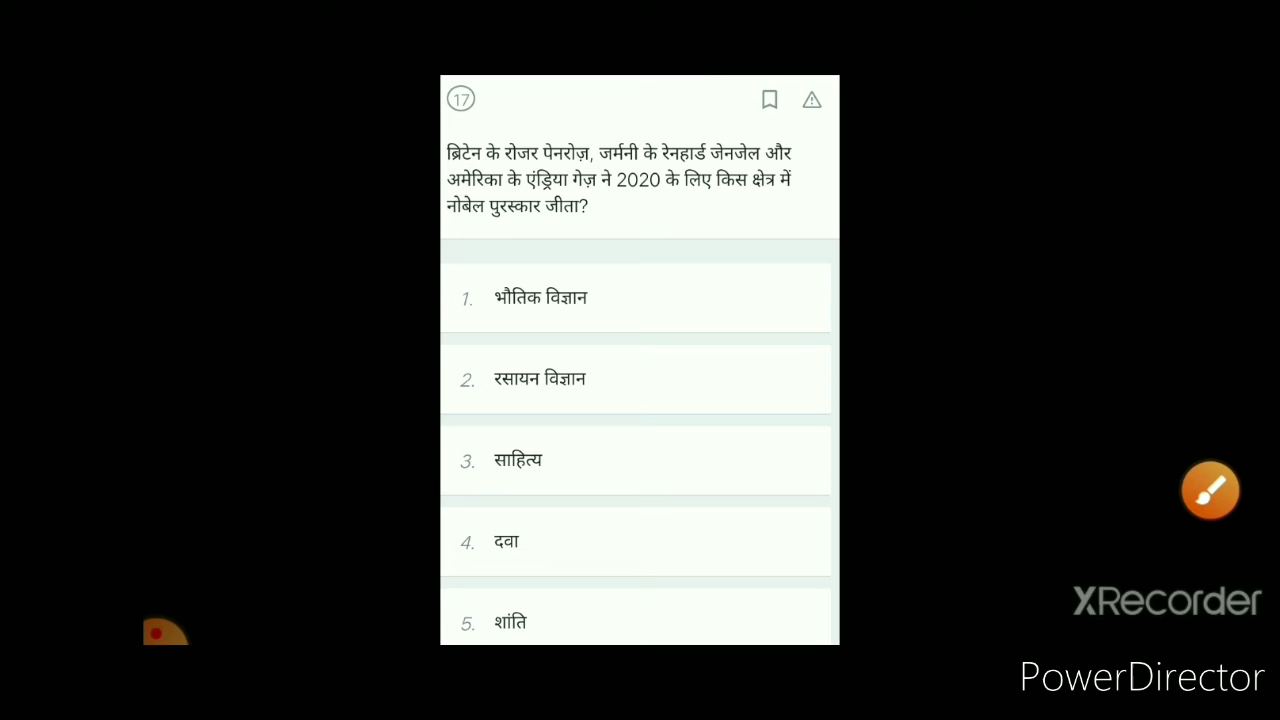 17
ब्रिटेन के रोजर पेनरोज़, जर्मनी के रेनहार्ड जेनजेल और
अमेरिका के एंड्रिया गेज़ ने 2020 के लिए किस क्षेत्र में
नोबेल पुरस्कार जीता?
1. भौतिक विज्ञान
2. रसायन विज्ञान
3. साहित्य
4. दवा
5. शांति
XRecorder
PowerDirector